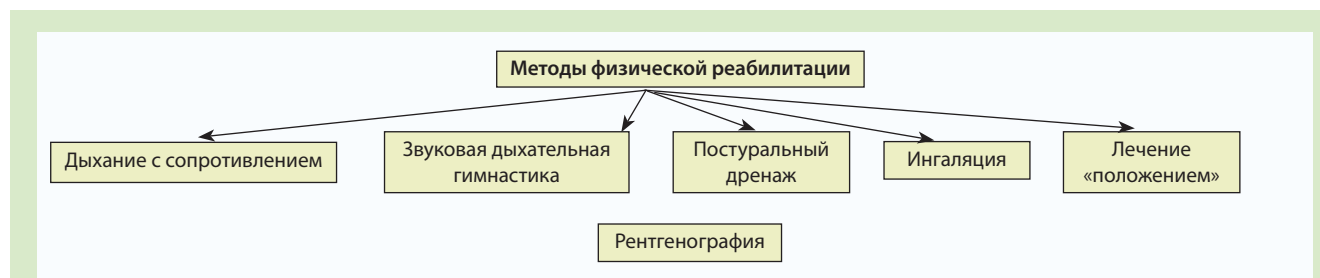 Методы физической реабилитации
Дыхание с сопротивлением
Звуковая дыхательная
гимнастика
Постуральный
дренаж
Ингаляция
Лечение
«положением»
Рентгенография